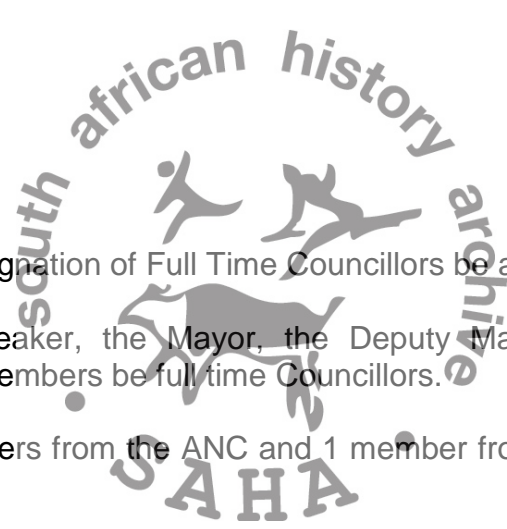 south african history archive
gnation of Full Time Councillors be a
eaker, the Mayor, the Deputy Ma
embers be full time Councillors.
ers from the ANC and 1 member fro
SAHA